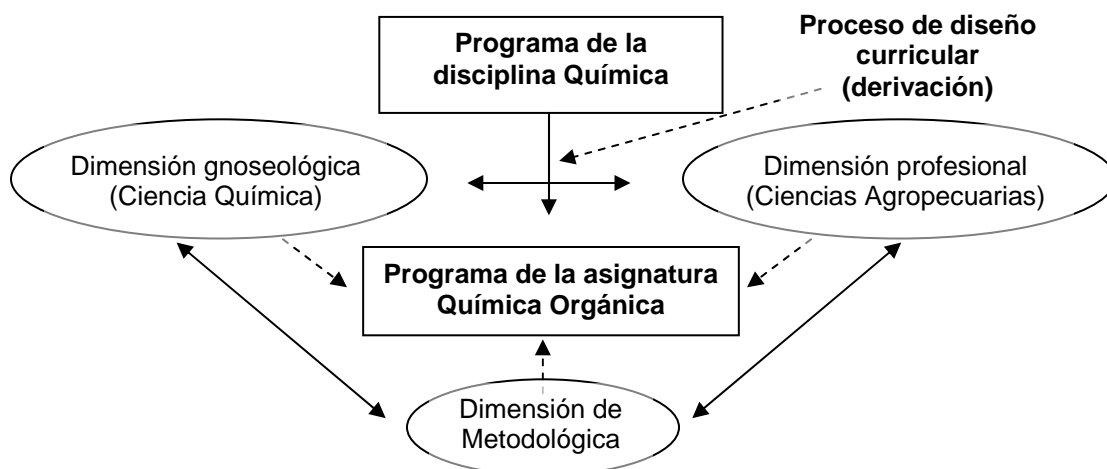 Programa de la
disciplina Química
Proceso de diseño
curricular
(derivación)
Dimensión gnoseológica
(Ciencia Química)
Dimensión profesional
(Ciencias Agropecuarias)
Programa de la asignatura
Química Orgánica
Dimensión de
Metodológica